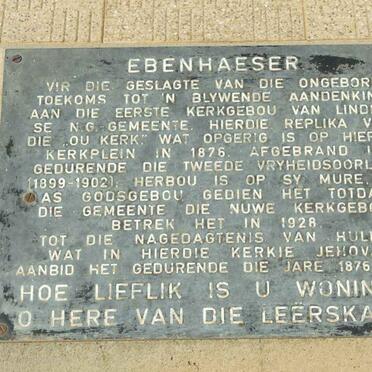 EBENHAESER
VIR DIE GESLAGTE VAN DIE ONGEBOR
TOEKOMS TOT 'N BLYWENDE AANDENKIN
AAN DIE EERSTE KERKGEBOU VAN LIND
SE N.G. GEMEENTE. HIERDIE REPLIKA V
DIE „OU KERK" WAT OPGERIG IS OP HIER
KERKPLEIN IN 1876, AFGEBRAND I
GEDURENDE DIE TWEEDE VRYHEIDSOORL
(1899-1902), HERBOU IS OP SY MURE,
AS GODSGEBOU GEDIEN HET TOTDA
DIE GEMEENTE DIE NUWE KERKGEBO
BETREK HET IN 1928.
TOT DIE NAGEDAGTENIS VAN HULL
WAT IN HIERDIE KERKIE JEHOV
AANBID HET GEDURENDE DIE JARE 1876
HOE LIEFLIK IS U WONIN
O HERE VAN DIE LEËRSKA